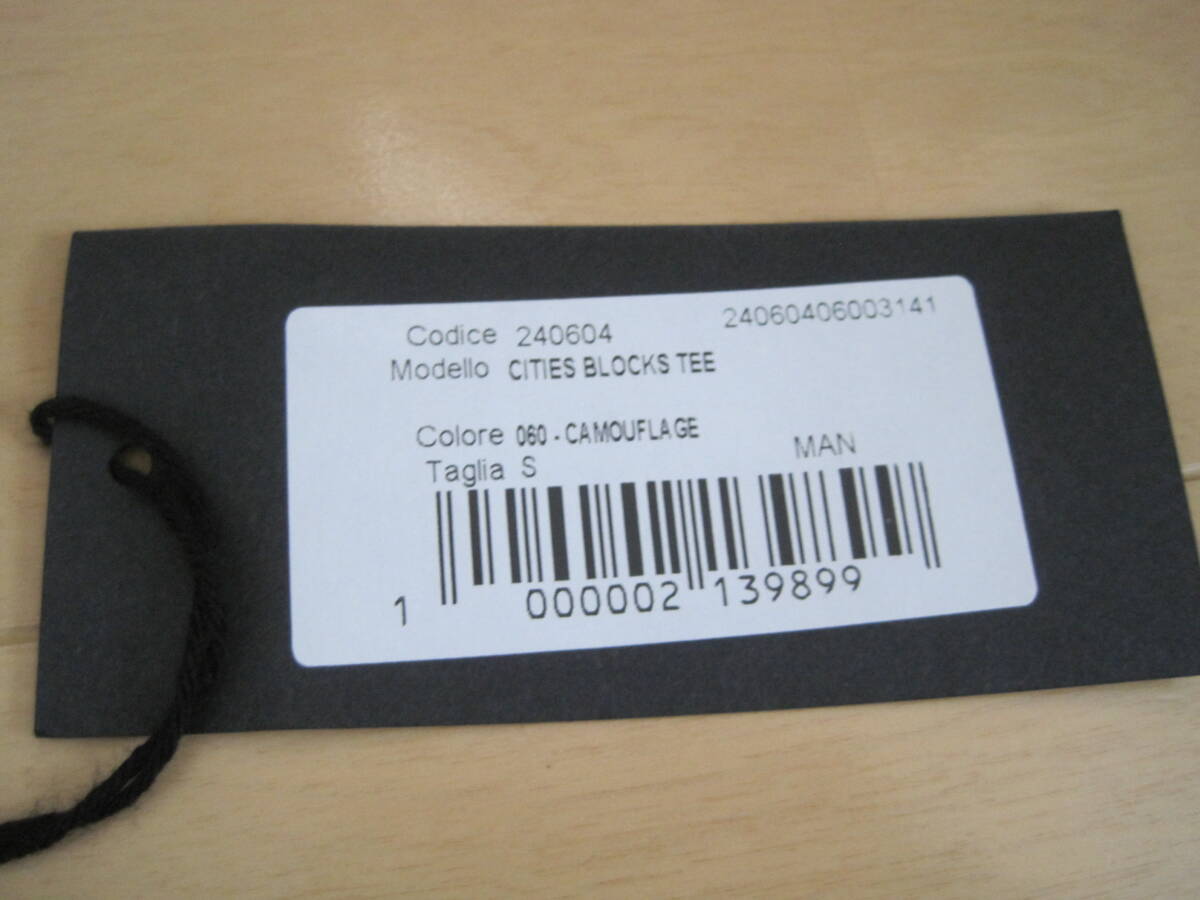 Codice 240604 24060406003141
Modello CITIES BLOCKS TEE
Colore 060 - CAMOUFLAGE
Taglia S MAN
1 000002 139899